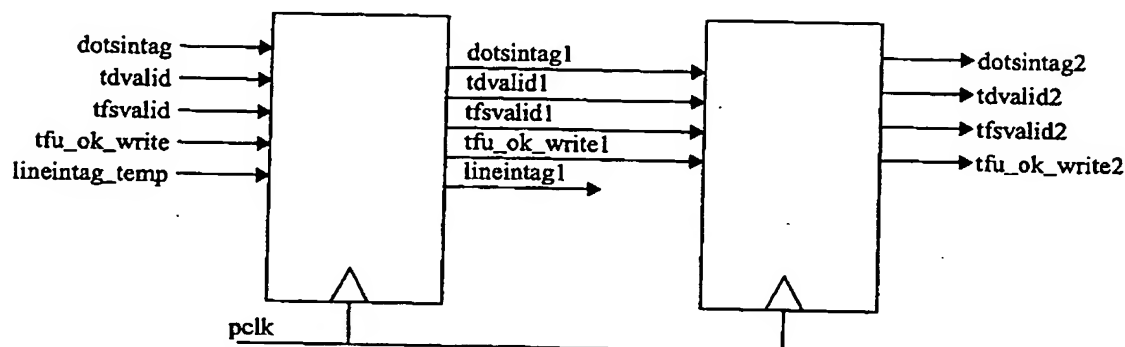 dotsintag
tdvalid
tfsvalid
tfu_ok_write
lineintag_temp
dotsintag1
tdvalid1
tfsvalid1
tfu_ok_write1
lineintag1
dotsintag2
tdvalid2
tfsvalid2
tfu_ok_write2
pclk